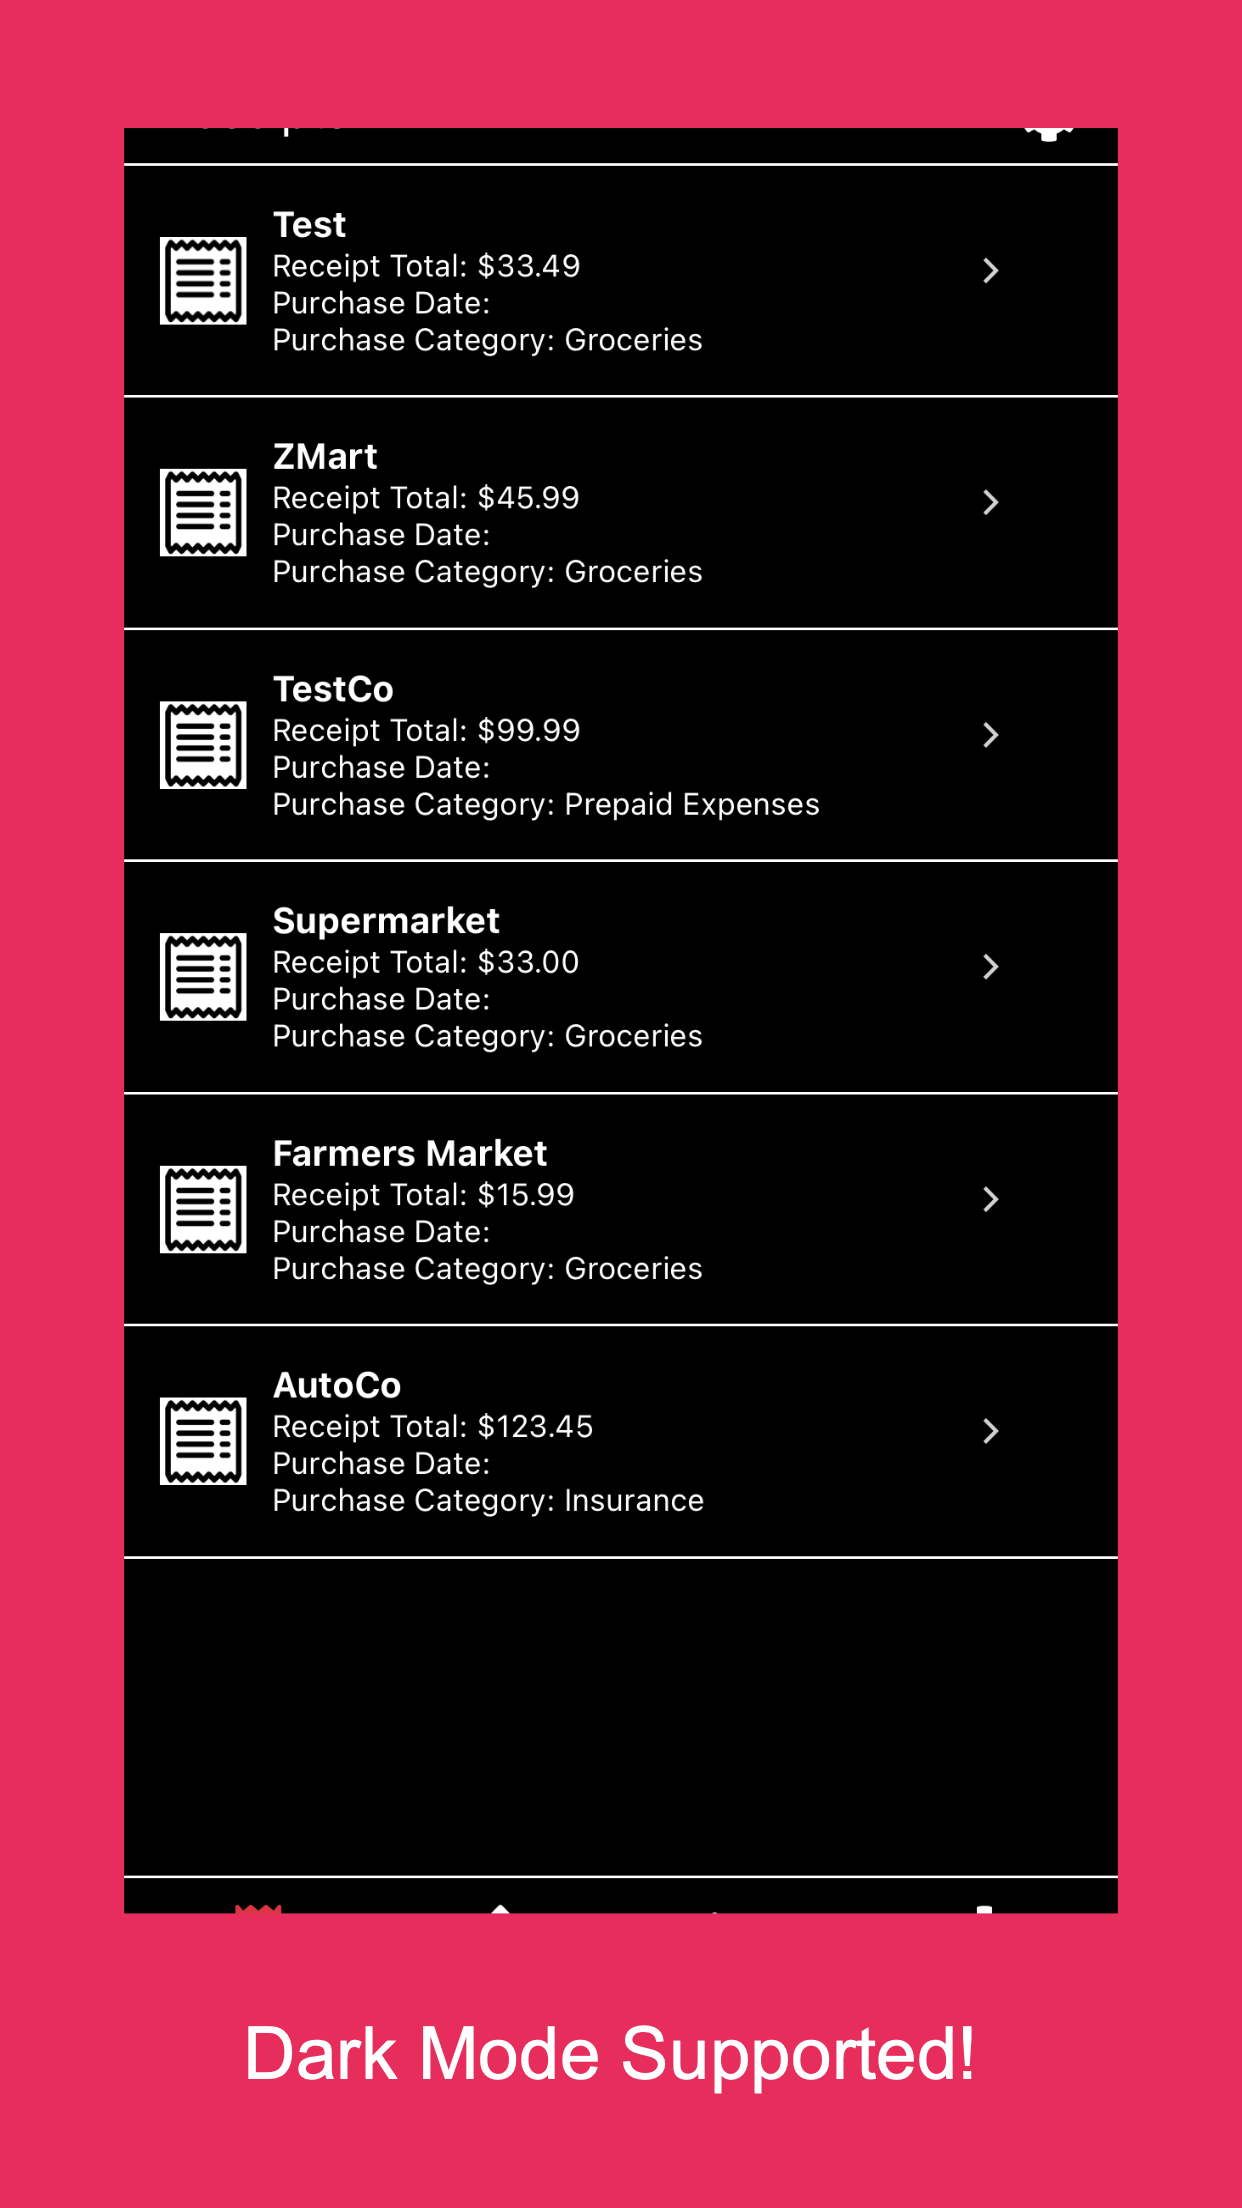 Test
Receipt Total: $33.49
Purchase Date:
Purchase Category: Groceries
ZMart
Receipt Total: $45.99
Purchase Date:
Purchase Category: Groceries
TestCo
Receipt Total: $99.99
Purchase Date:
Purchase Category: Prepaid Expenses
Supermarket
Receipt Total: $33.00
Purchase Date:
Purchase Category: Groceries
Farmers Market
Receipt Total: $15.99
Purchase Date:
Purchase Category: Groceries
AutoCo
Receipt Total: $123.45
Purchase Date:
Purchase Category: Insurance
Dark Mode Supported!